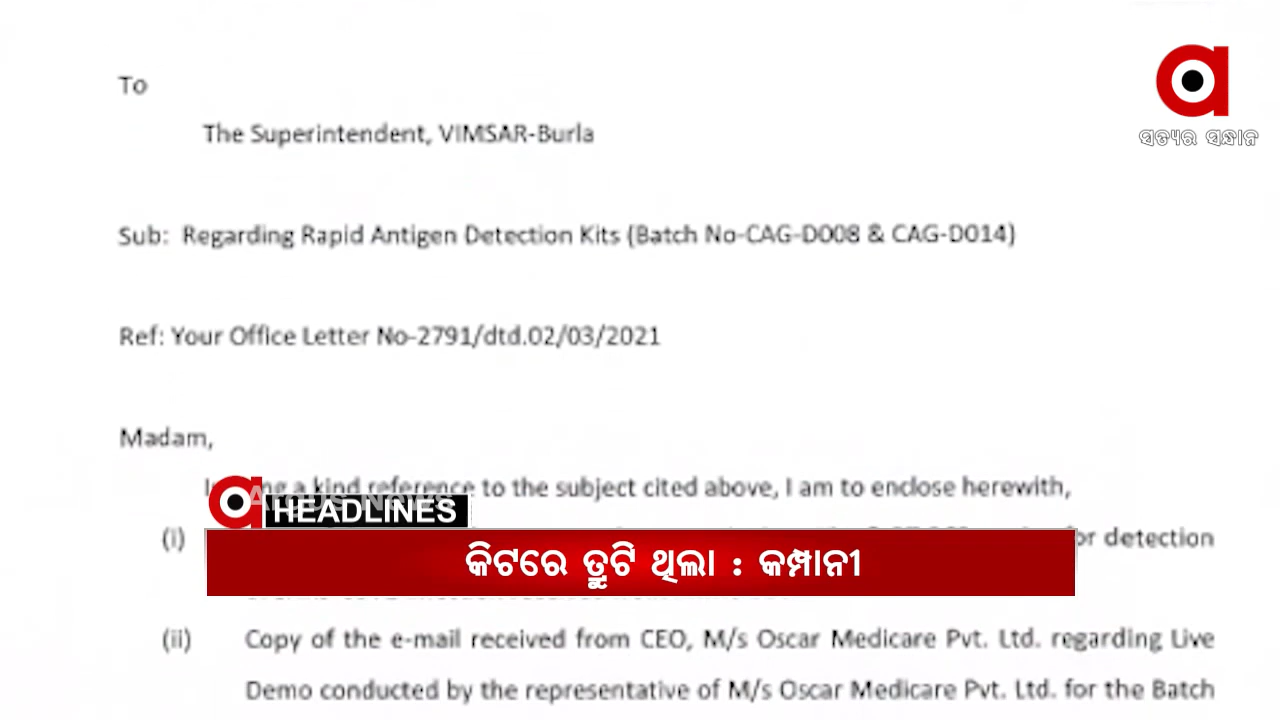 To
The Superintendent, VIMSAR-Burla
ସତ୍ୟର ସନ୍ଧାନ
Sub: Regarding Rapid Antigen Detection Kits (Batch No-CAG-D008 & CAG-D014)
Ref: Your Office Letter No-2791/dtd.02/03/2021
Madam,
a kind reference to the subject cited above, I am to enclose herewith,
HEADLINES
(i) for detection
କିଟରେ ତ୍ରୁଟି ଥିଲା : କମ୍ପାନୀ
(ii) Copy of the e-mail received from CEO, M/s Oscar Medicare Pvt. Ltd. regarding Live
Demo conducted by the representative of M/s Oscar Medicare Pvt. Ltd. for the Batch